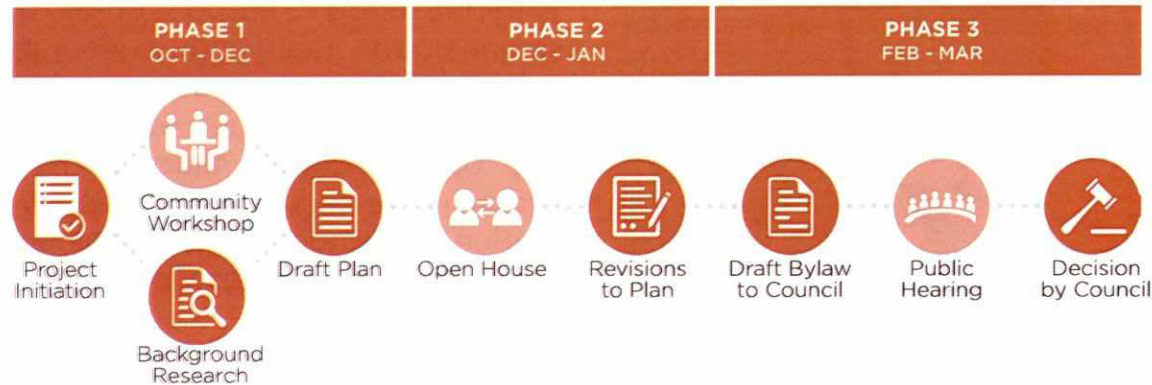 PHASE 1
OCT - DEC
PHASE 2
DEC - JAN
PHASE 3
FEB - MAR
Project
Initiation
Community
Workshop
Background
Research
Draft Plan
Open House
Revisions
to Plan
Draft Bylaw
to Council
Public
Hearing
Decision
by Council